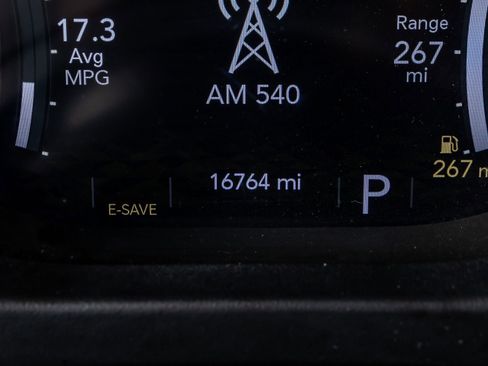 17.3
Avg
MPG
AM 540
Range
267
mi
267 m
16764 mi
E-SAVE
P